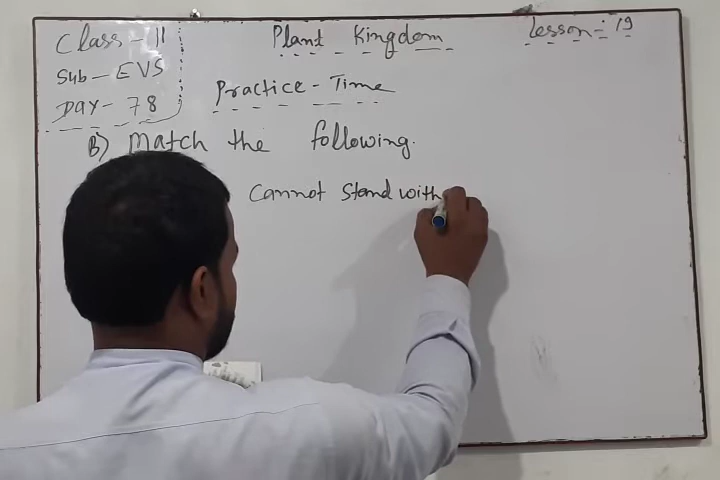 Class - II Plant Kingdom Lesson : 19
Sub - EVS
Day - 78 Practice - Time
B) Match the following.
Cannot stand with